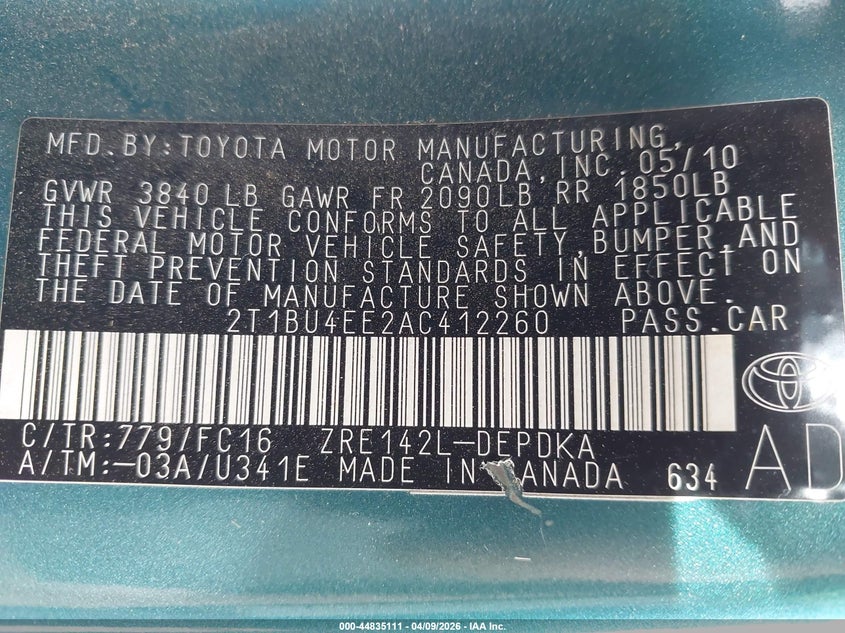 MFD.BY:TOYOTA MOTOR MANUFACTURING,
CANADA,INC.05/10
GVWR 3840 LB GAWR FR 2090LB RR 1850LB
THIS VEHICLE CONFORMS TO ALL APPLICABLE
FEDERAL MOTOR VEHICLE SAFETY,BUMPER,AND
THEFT PREVENTION STANDARDS IN EFFECT ON
THE DATE OF MANUFACTURE SHOWN ABOVE.
2T1BU4EE2AC412260 PASS.CAR
C/TR:779/FC16 ZRE142L-DEPDKA
A/TM:-03A/U341E MADE IN CANADA 634
AD
000-44835111 - 04/09/2026 - IAA Inc.